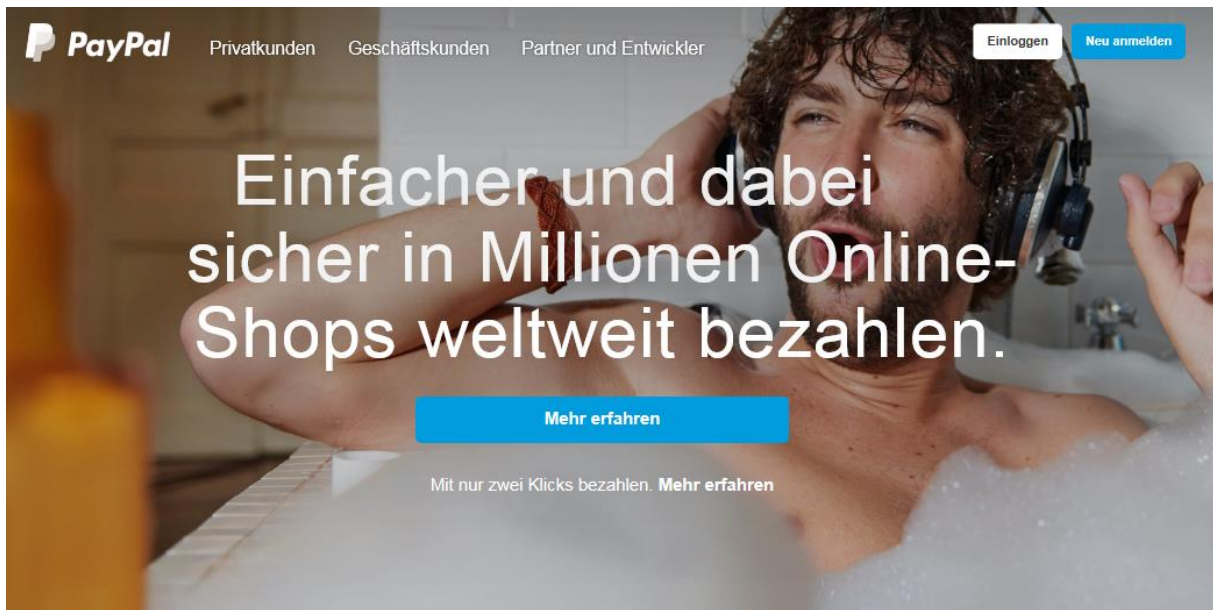 PayPal
Privatkunden
Geschäftskunden
Partner und Entwickler
Einloggen
Neu anmelden
Einfacher und dabei
sicher in Millionen Online-
Shops weltweit bezahlen.
Mehr erfahren
Mit nur zwei Klicks bezahlen. Mehr erfahren